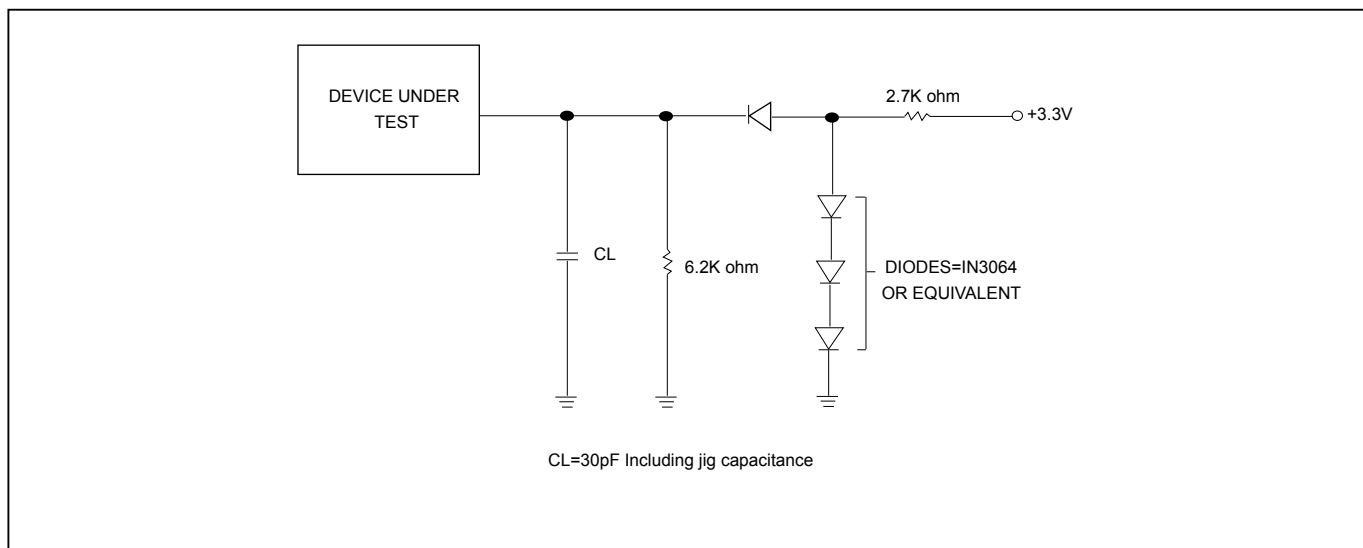 DEVICE UNDER
TEST
2.7K ohm
+3.3V
CL
6.2K ohm
DIODES=IN3064
OR EQUIVALENT
CL=30pF Including jig capacitance